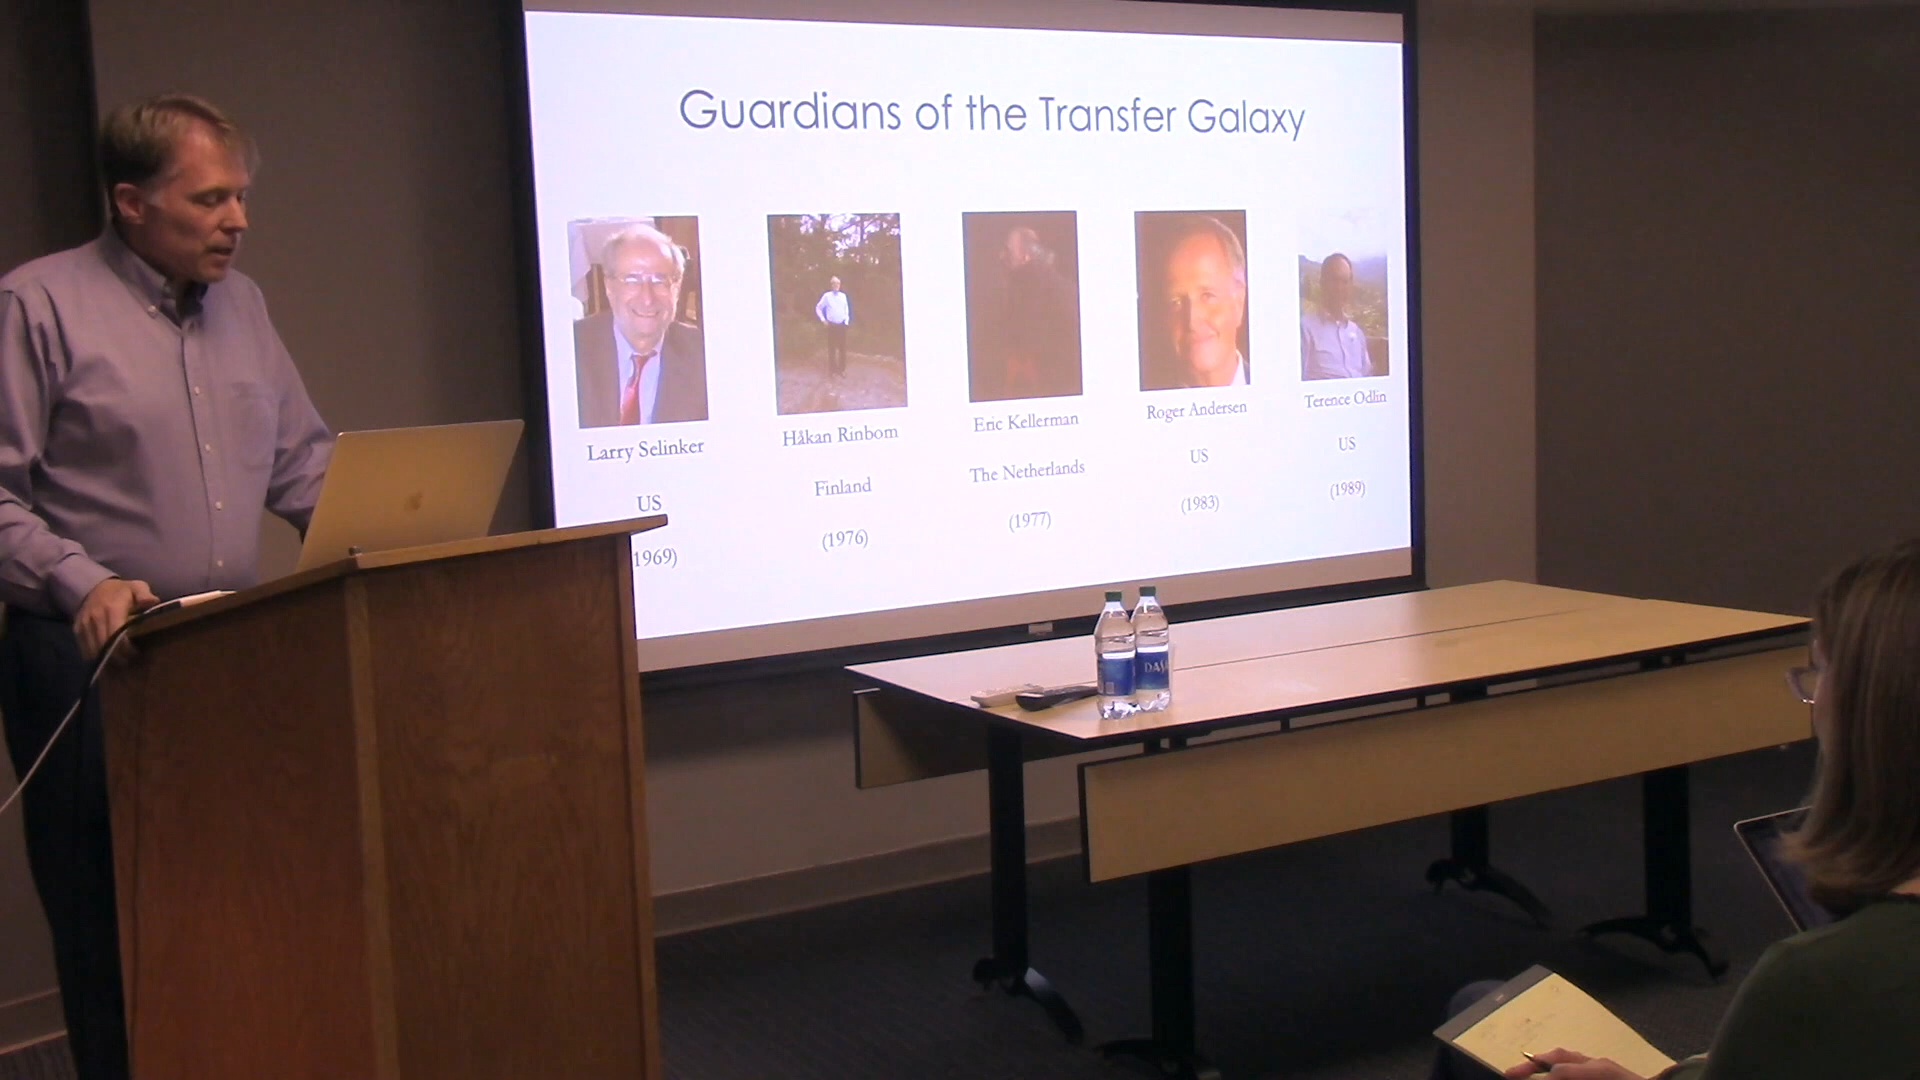 Guardians of the Transfer Galaxy
Larry Selinker
US
1969)
Håkan Rinbom
Finland
(1976)
Eric Kellerman
The Netherlands
(1977)
Roger Andersen
US
(1983)
Terence Odlin
US
(1989)
DASA